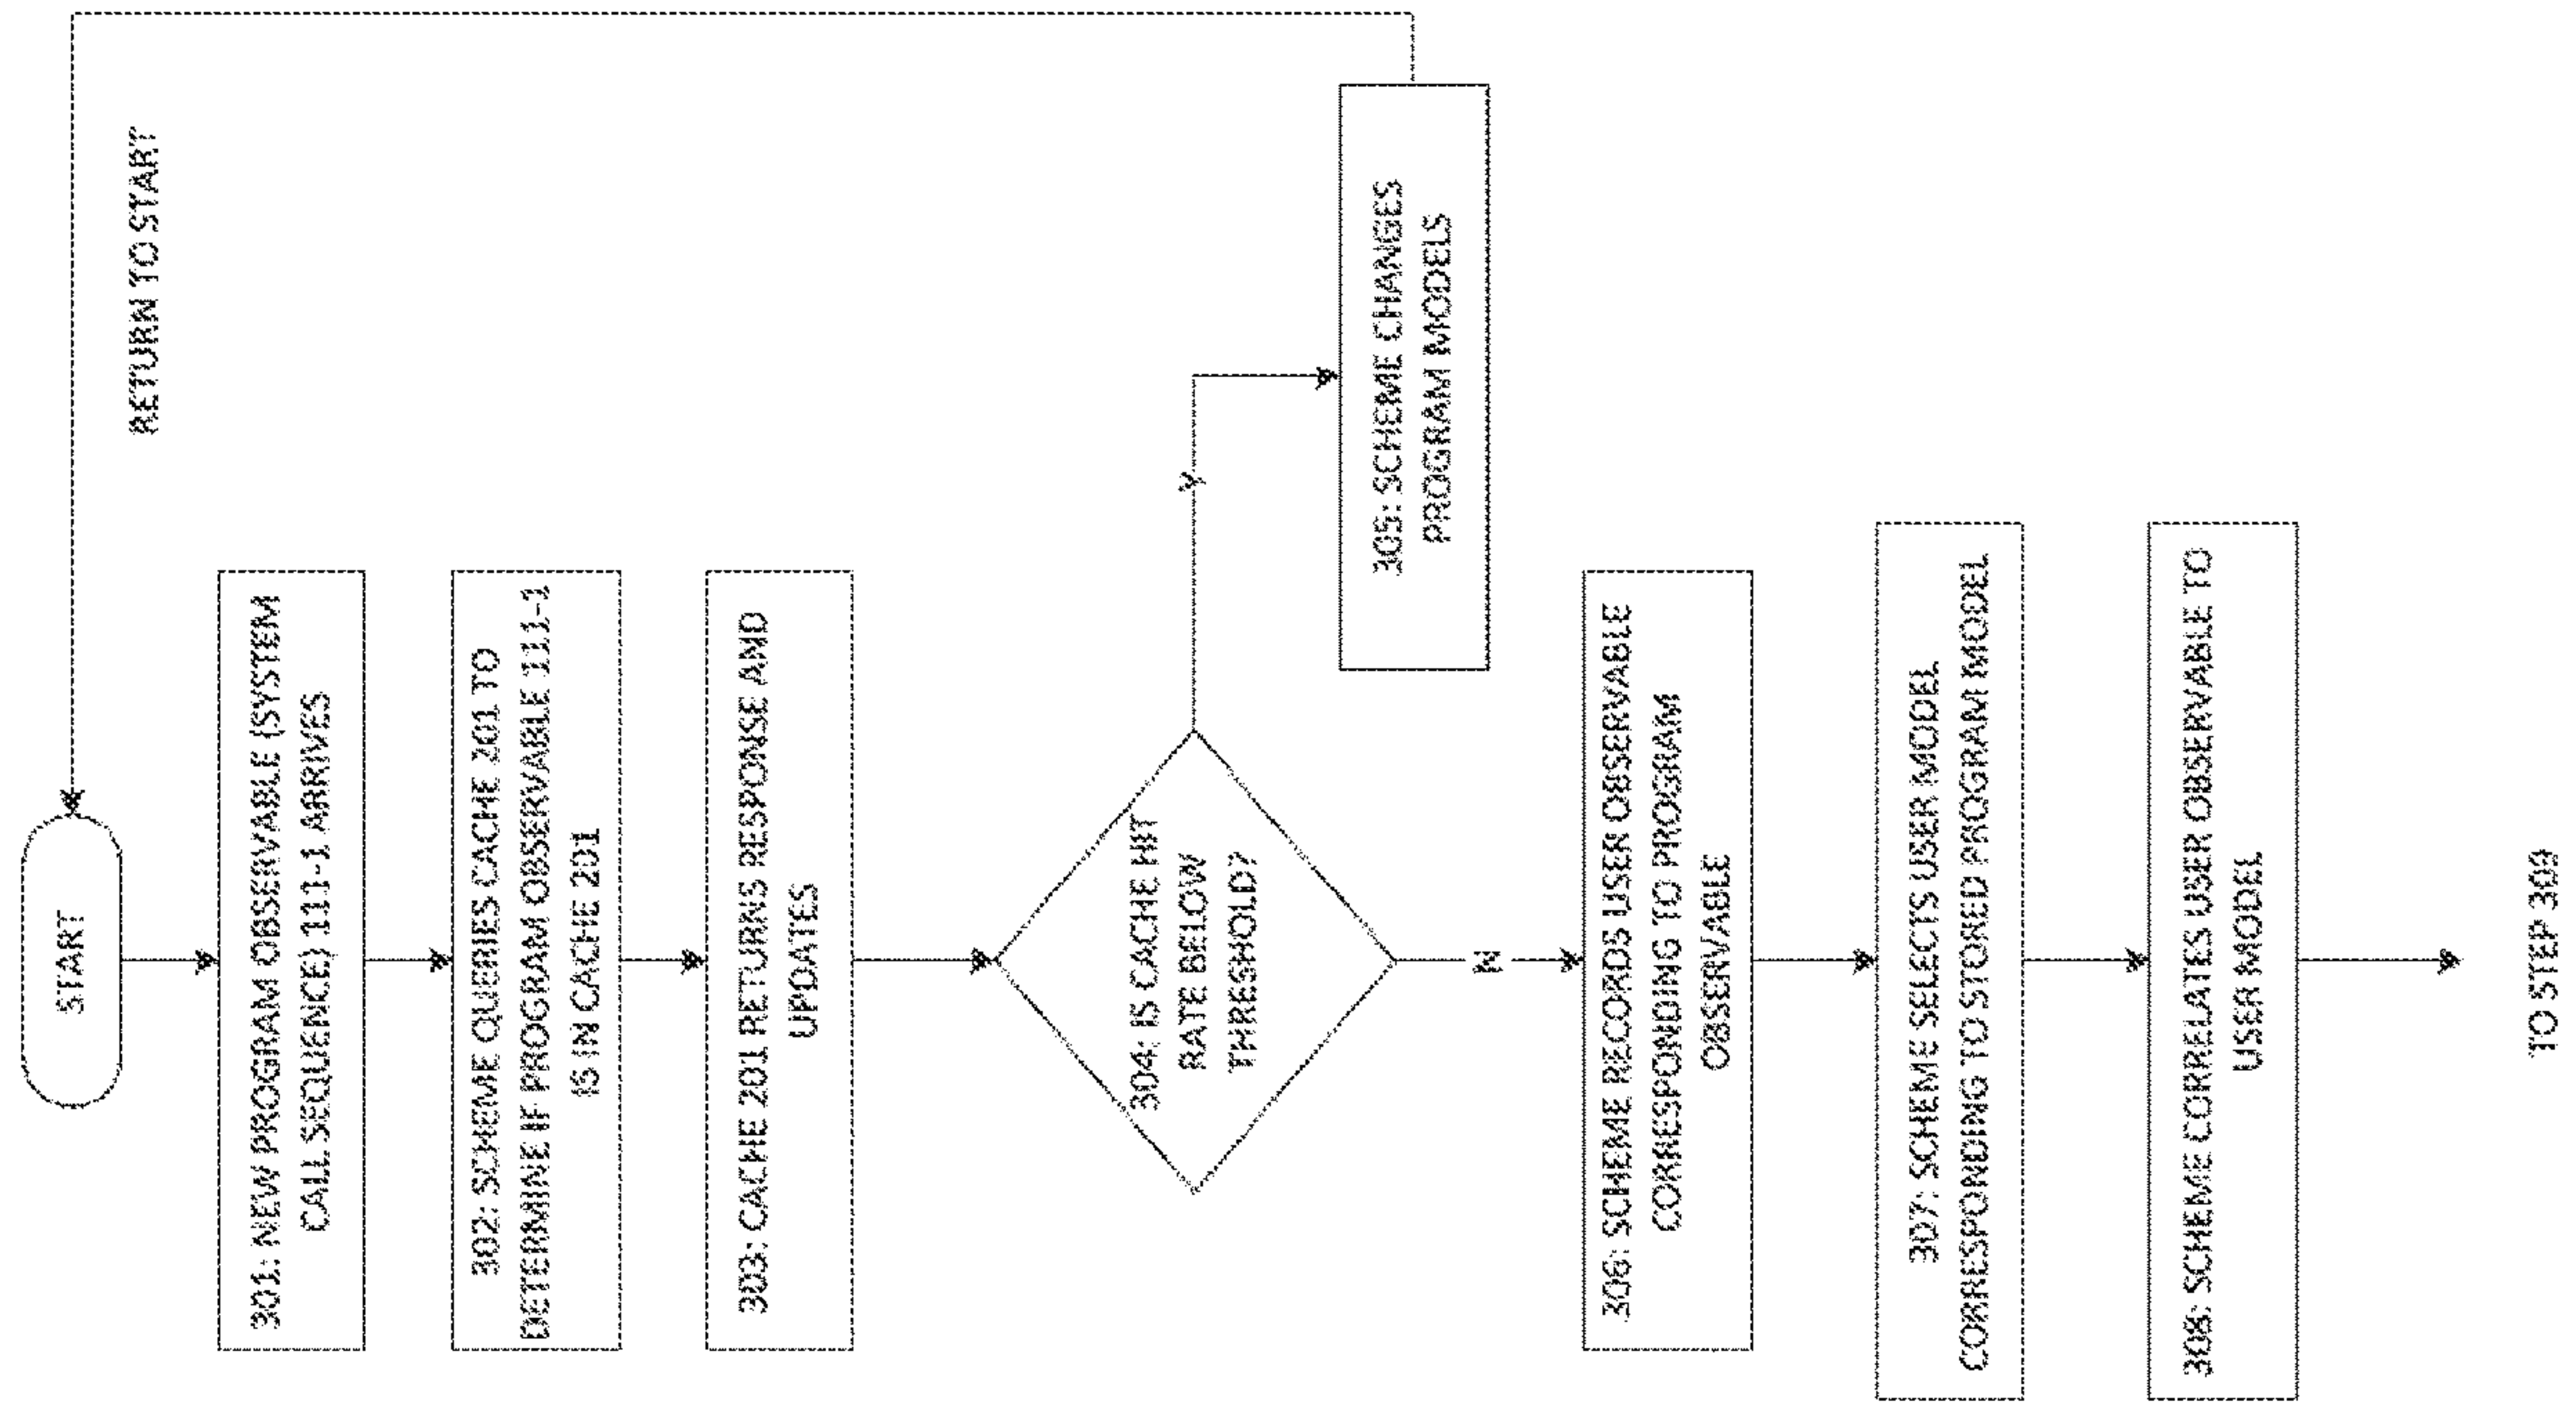 START
RETURN TO START
301: NEW PROGRAM OBSERVABLE (SYSTEM
CALL SEQUENCE) 111-1 ARRIVES
302: SCHEME QUERIES CACHE 201 TO
DETERMINE IF PROGRAM OBSERVABLE 111-1
IS IN CACHE 201
303: CACHE 201 RETURNS RESPONSE AND
UPDATES
304: IS CACHE HIT
RATE BELOW
THRESHOLD?
Y
305: SCHEME CHANGES
PROGRAM MODELS
N
306: SCHEME RECORDS USER OBSERVABLE
CORRESPONDING TO PROGRAM
OBSERVABLE
307: SCHEME SELECTS USER MODEL
CORRESPONDING TO STORED PROGRAM MODEL
308: SCHEME CORRELATES USER OBSERVABLE TO
USER MODEL
TO STEP 309